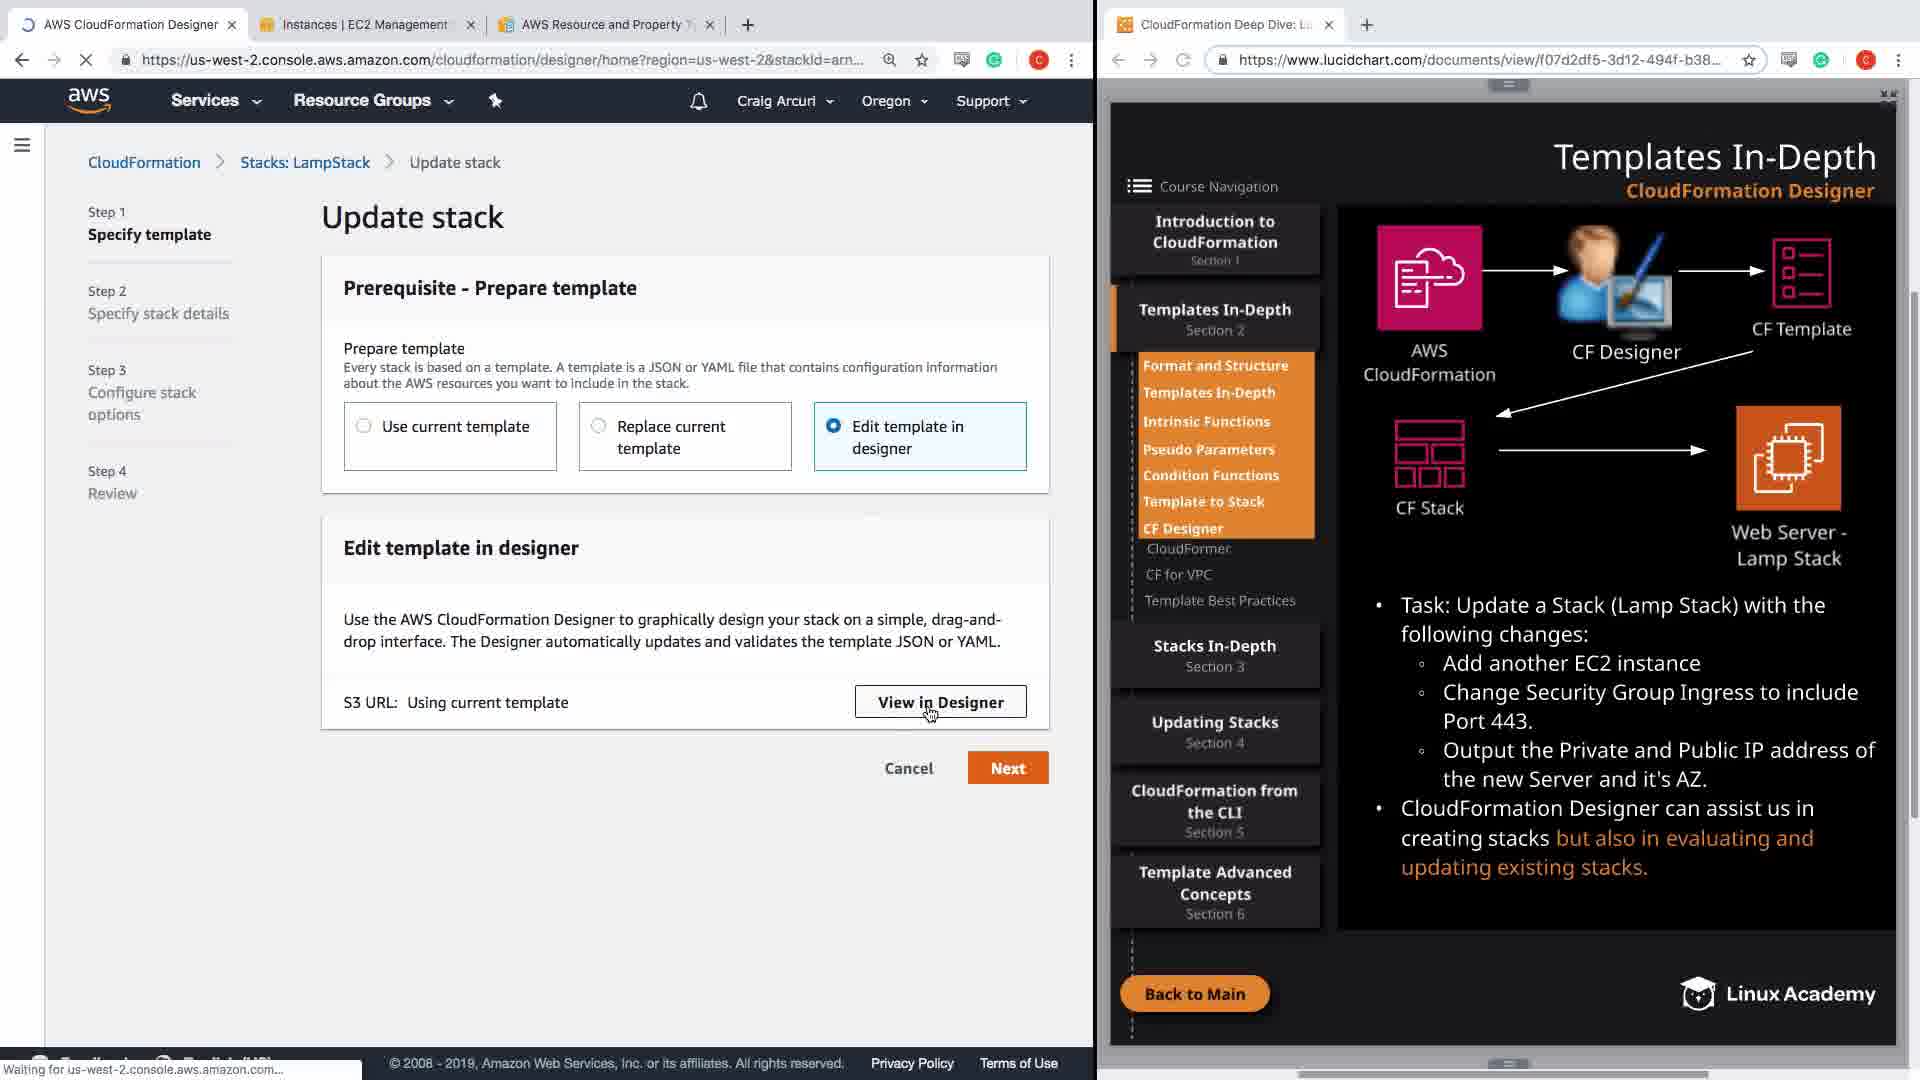 AWS CloudFormation Designer
Instances | EC2 Management
AWS Resource and Property T
https://us-west-2.console.aws.amazon.com/cloudformation/designer/home?region=us-west-2&stackId=arn...
aws
Services
Resource Groups
Craig Arcuri
Oregon
Support
CloudFormation
Stacks: LampStack
Update stack
Step 1
Specify template
Step 2
Specify stack details
Step 3
Configure stack
options
Step 4
Review
Update stack
Prerequisite - Prepare template
Prepare template
Every stack is based on a template. A template is a JSON or YAML file that contains configuration information
about the AWS resources you want to include in the stack.
Use current template
Replace current
template
Edit template in
designer
Edit template in designer
Use the AWS CloudFormation Designer to graphically design your stack on a simple, drag-and-
drop interface. The Designer automatically updates and validates the template JSON or YAML.
S3 URL: Using current template
View in Designer
Cancel
Next
Waiting for us-west-2.console.aws.amazon.com...
© 2008 - 2019, Amazon Web Services, Inc. or its affiliates. All rights reserved.
Privacy Policy
Terms of Use
CloudFormation Deep Dive: L
https://www.lucidchart.com/documents/view/f07d2df5-3d12-494f-b38...
C
C
Templates In-Depth
CloudFormation Designer
Course Navigation
Introduction to
CloudFormation
Section 1
Templates In-Depth
Section 2
Format and Structure
Templates In-Depth
Intrinsic Functions
Pseudo Parameters
Condition Functions
Template to Stack
CF Designer
CloudFormer
CF for VPC
Template Best Practices
Stacks In-Depth
Section 3
Updating Stacks
Section 4
CloudFormation from
the CLI
Section 5
Template Advanced
Concepts
Section 6
Back to Main
AWS
CloudFormation
CF Designer
CF Template
CF Stack
Web Server -
Lamp Stack
• Task: Update a Stack (Lamp Stack) with the
following changes:
◦ Add another EC2 instance
◦ Change Security Group Ingress to include
Port 443.
◦ Output the Private and Public IP address of
the new Server and it's AZ.
• CloudFormation Designer can assist us in
creating stacks but also in evaluating and
updating existing stacks.
Linux Academy